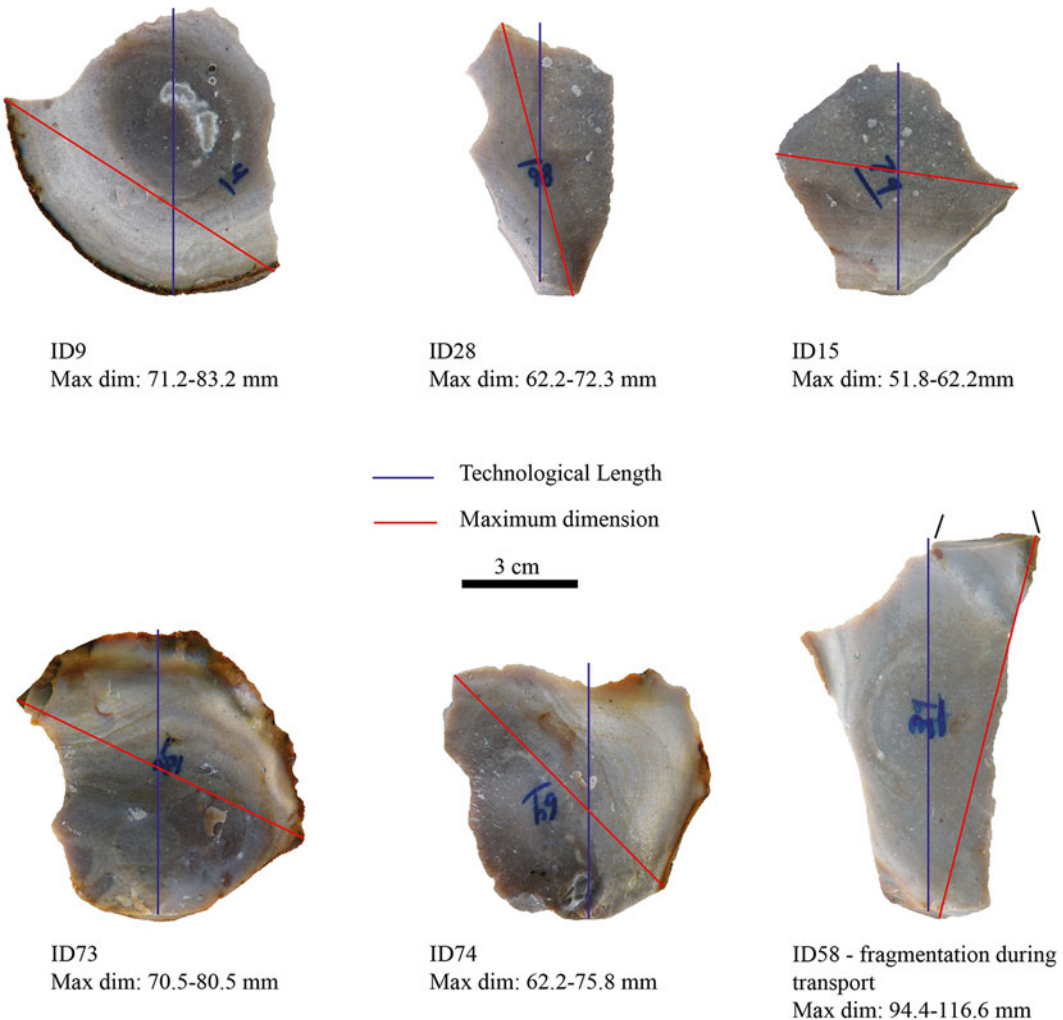 ID9
Max dim: 71.2-83.2 mm
ID28
Max dim: 62.2-72.3 mm
ID15
Max dim: 51.8-62.2mm
Technological Length
Maximum dimension
3 cm
ID73
Max dim: 70.5-80.5 mm
ID74
Max dim: 62.2-75.8 mm
ID58 - fragmentation during
transport
Max dim: 94.4-116.6 mm